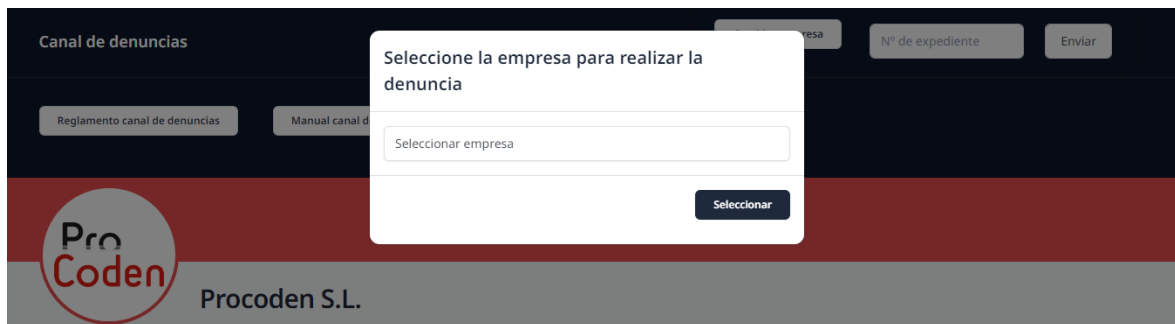 Canal de denuncias
resa
Nº de expediente
Enviar
Seleccione la empresa para realizar la
denuncia
Reglamento canal de denuncias
Manual canal d
Seleccionar empresa
Seleccionar
Pro
Coden
Procoden S.L.